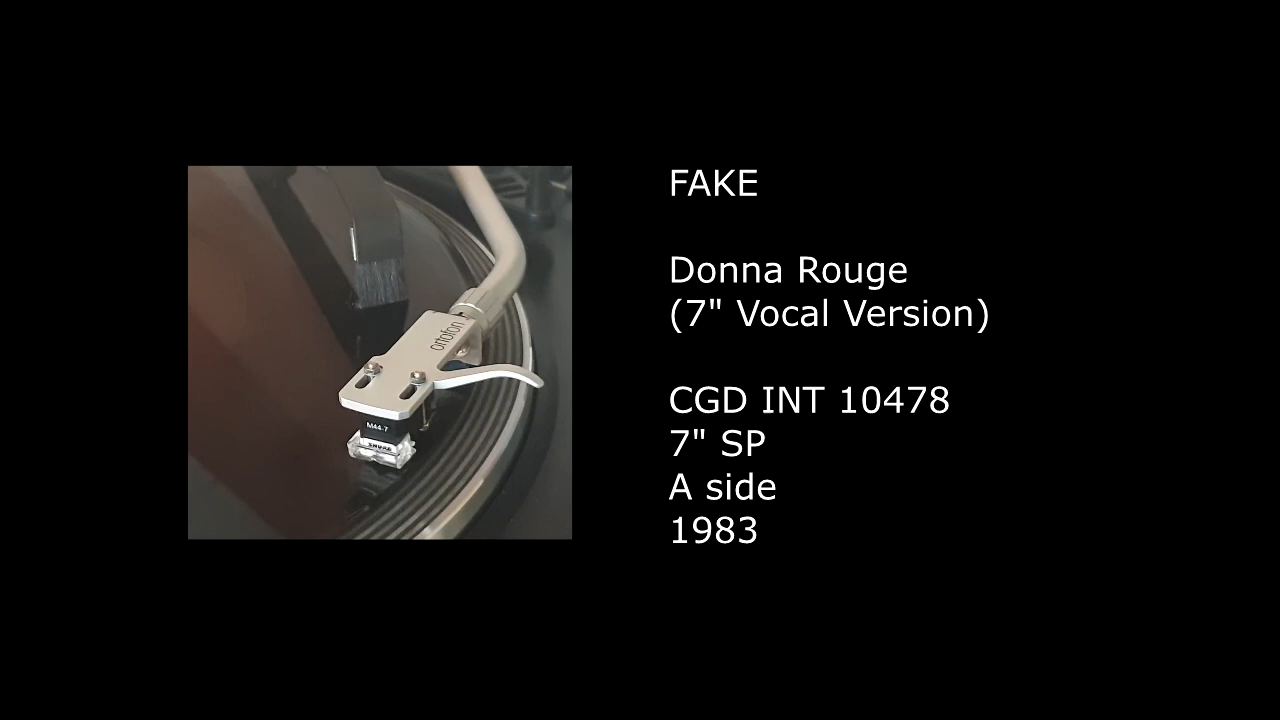 ortofon
M44-7
SHURE
FAKE
Donna Rouge
(7" Vocal Version)
CGD INT 10478
7" SP
A side
1983